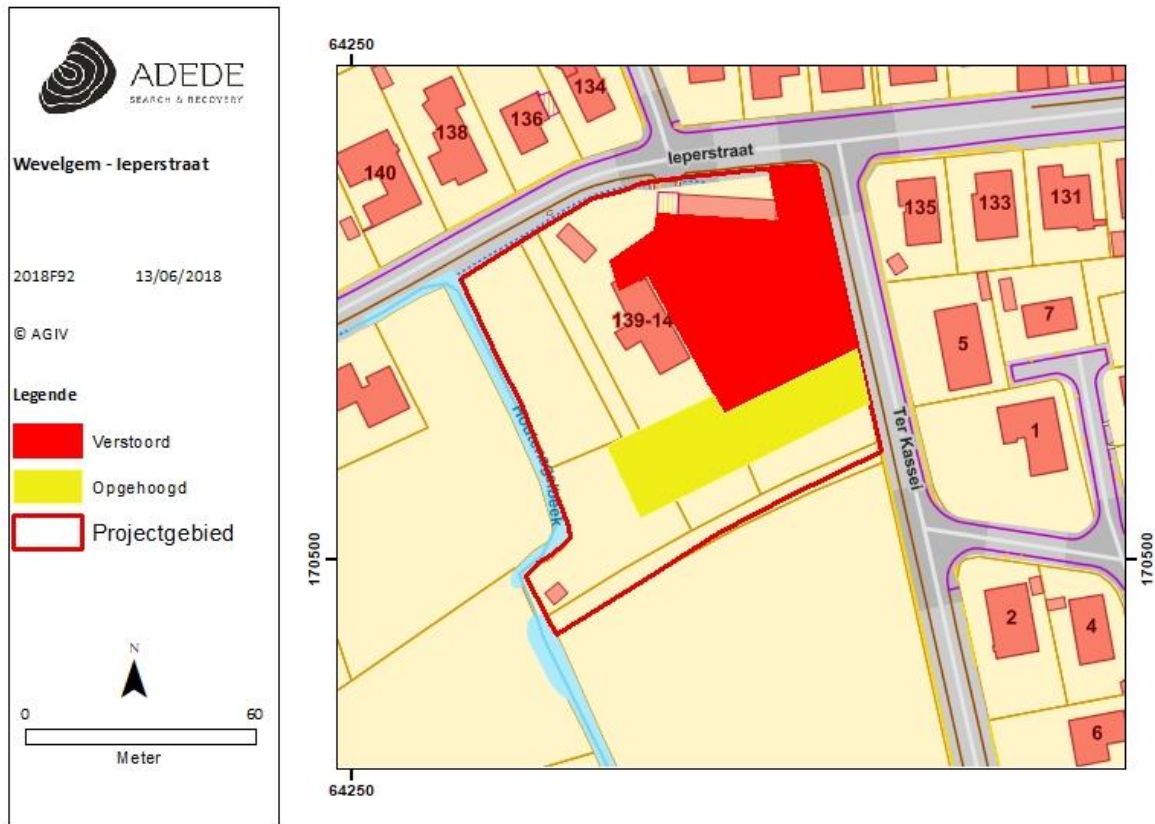 ADEDE
SEARCH & RECOVERY
Wevelgem - Ieperstraat
2018F92 13/06/2018
© AGIV
Legende
Verstoord
Opgehoogd
Projectgebied
N
0 60
Meter
64250
134
136
138
140
Ieperstraat
135
133
131
139-14
5
7
1
Ter Kassei
170500
170500
2
4
6
64250